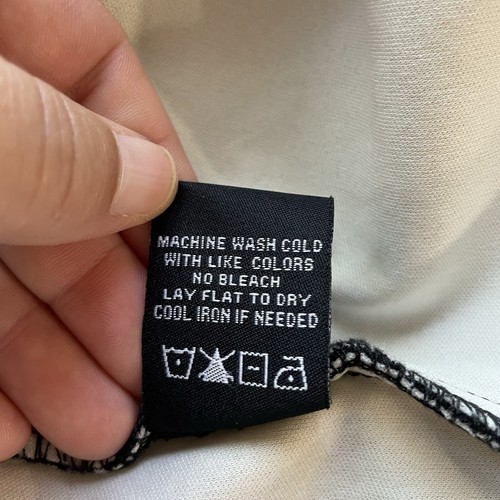 MACHINE WASH COLD
WITH LIKE COLORS
NO BLEACH
LAY FLAT TO DRY
COOL IRON IF NEEDED